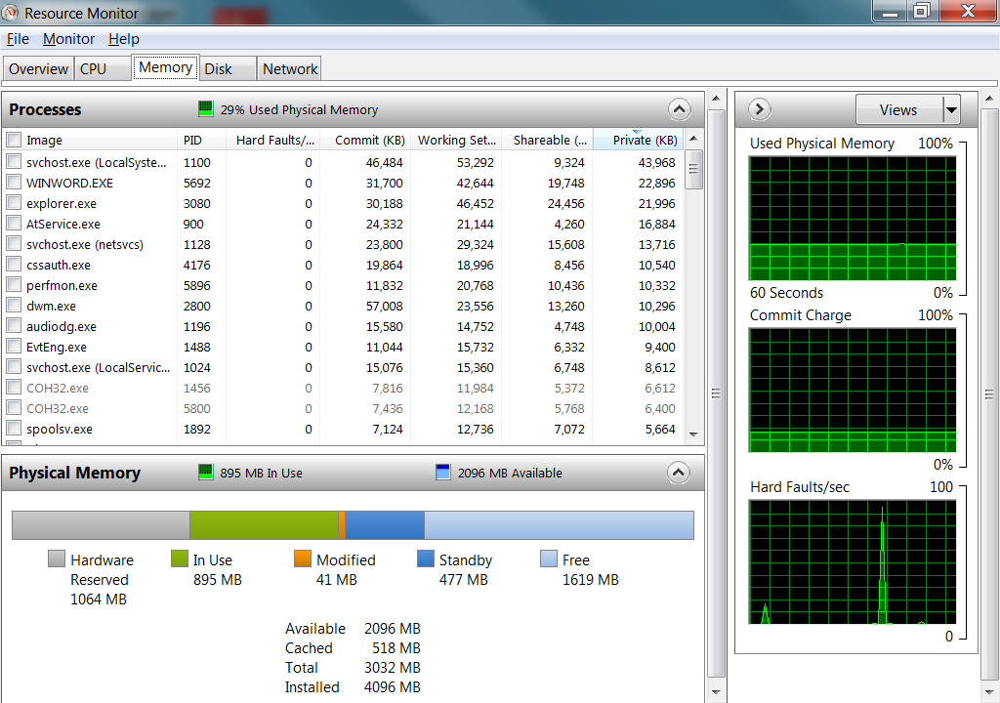 Resource Monitor
File Monitor Help
Overview CPU Memory Disk Network
Processes 29% Used Physical Memory
Image PID Hard Faults/... Commit (KB) Working Set... Shareable (... Private (KB)
svchost.exe (LocalSyste... 1100 0 46,484 53,292 9,324 43,968
WINWORD.EXE 5692 0 31,700 42,644 19,748 22,896
explorer.exe 3080 0 30,188 46,452 24,456 21,996
AtService.exe 900 0 24,332 21,144 4,260 16,884
svchost.exe (netsvcs) 1128 0 23,800 29,324 15,608 13,716
cssauth.exe 4176 0 19,864 18,996 8,456 10,540
perfmon.exe 5896 0 11,832 20,768 10,436 10,332
dwm.exe 2800 0 57,008 23,556 13,260 10,296
audiodg.exe 1196 0 15,580 14,752 4,748 10,004
EvtEng.exe 1488 0 11,044 15,732 6,332 9,400
svchost.exe (LocalServic... 1024 0 15,076 15,360 6,748 8,612
COH32.exe 1456 0 7,816 11,984 5,372 6,612
COH32.exe 5800 0 7,436 12,168 5,768 6,400
spoolsv.exe 1892 0 7,124 12,736 7,072 5,664
Physical Memory 895 MB In Use 2096 MB Available
Hardware Reserved 1064 MB
In Use 895 MB
Modified 41 MB
Standby 477 MB
Free 1619 MB
Available 2096 MB
Cached 518 MB
Total 3032 MB
Installed 4096 MB
Views
Used Physical Memory 100%
60 Seconds 0%
Commit Charge 100%
0%
Hard Faults/sec 100
0